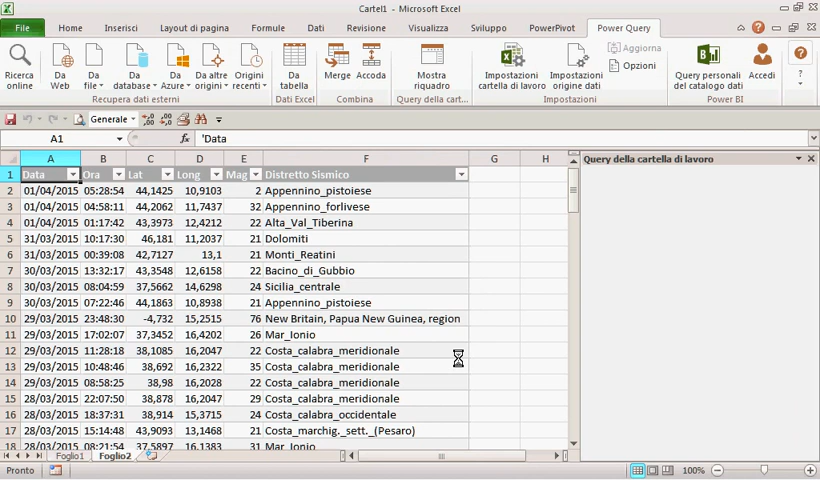 Cartel1 - Microsoft Excel
File Home Inserisci Layout di pagina Formule Dati Revisione Visualizza Sviluppo PowerPivot Power Query
Ricerca online
Da Web
Da file
Da database
Da Azure
Da altre origini
Origini recenti
Recupera dati esterni
Da tabella
Dati Excel
Merge
Accoda
Combina
Mostra riquadro
Query della cart...
Impostazioni cartella di lavoro
Impostazioni origine dati
Aggiorna
Opzioni
Impostazioni
Query personali del catalogo dati
Accedi
Power BI
?
Generale
A1 fx 'Data
Query della cartella di lavoro
A B C D E F G H
1 Data Ora Lat Long Mag Distretto Sismico
2 01/04/2015 05:28:54 44,1425 10,9103 2 Appennino_pistoiese
3 01/04/2015 04:58:11 44,2062 11,7437 32 Appennino_forlivese
4 01/04/2015 01:17:42 43,3973 12,4212 22 Alta_Val_Tiberina
5 31/03/2015 10:17:30 46,181 11,2037 21 Dolomiti
6 31/03/2015 00:39:08 42,7127 13,1 21 Monti_Reatini
7 30/03/2015 13:32:17 43,3548 12,6158 22 Bacino_di_Gubbio
8 30/03/2015 08:04:59 37,5662 14,6298 24 Sicilia_centrale
9 30/03/2015 07:22:46 44,1863 10,8938 21 Appennino_pistoiese
10 29/03/2015 23:48:30 -4,732 15,2515 76 New Britain, Papua New Guinea, region
11 29/03/2015 17:02:07 37,3452 16,4202 26 Mar_Ionio
12 29/03/2015 11:28:18 38,1085 16,2047 22 Costa_calabra_meridionale
13 29/03/2015 10:48:46 38,692 16,2322 35 Costa_calabra_meridionale
14 29/03/2015 08:58:25 38,98 16,2028 22 Costa_calabra_meridionale
15 28/03/2015 22:07:50 38,878 16,2047 29 Costa_calabra_meridionale
16 28/03/2015 18:37:31 38,914 15,3715 24 Costa_calabra_occidentale
17 28/03/2015 15:14:48 43,9093 13,1468 21 Costa_marchig._sett._(Pesaro)
18 28/03/2015 08:21:54 37,5897 16,1383 31 Mar_Ionio
Foglio1 Foglio2
Pronto 100%